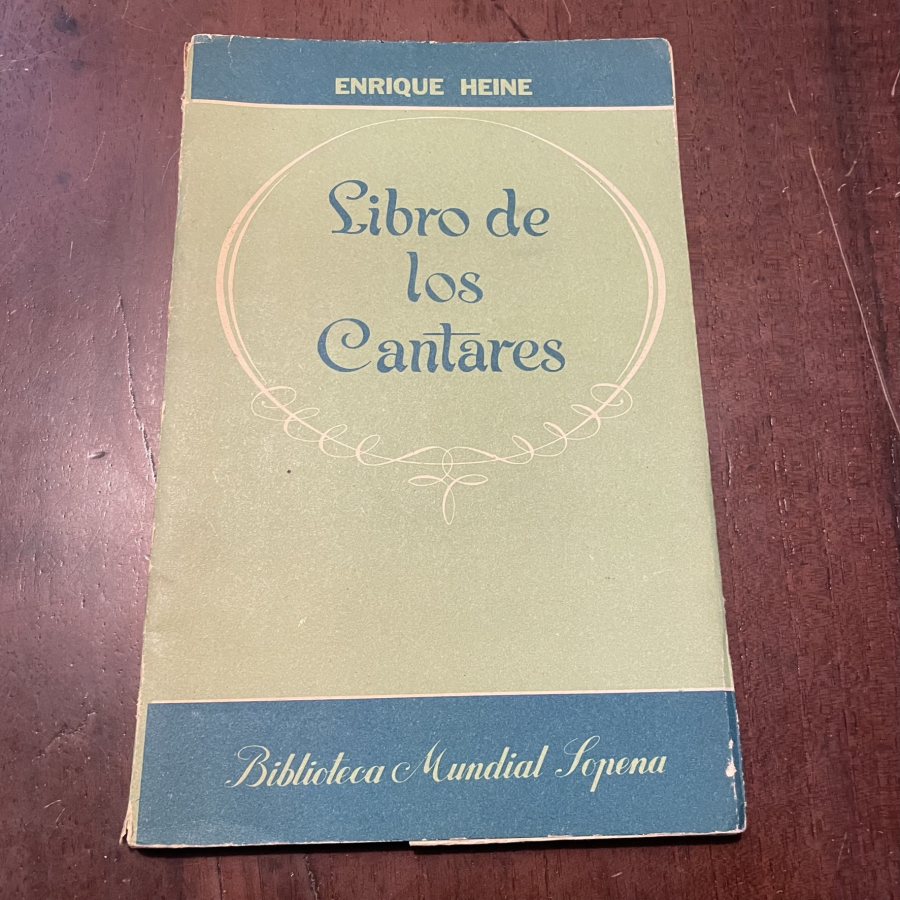 ENRIQUE HEINE
Libro de
los
Cantares
Biblioteca Mundial Sopena